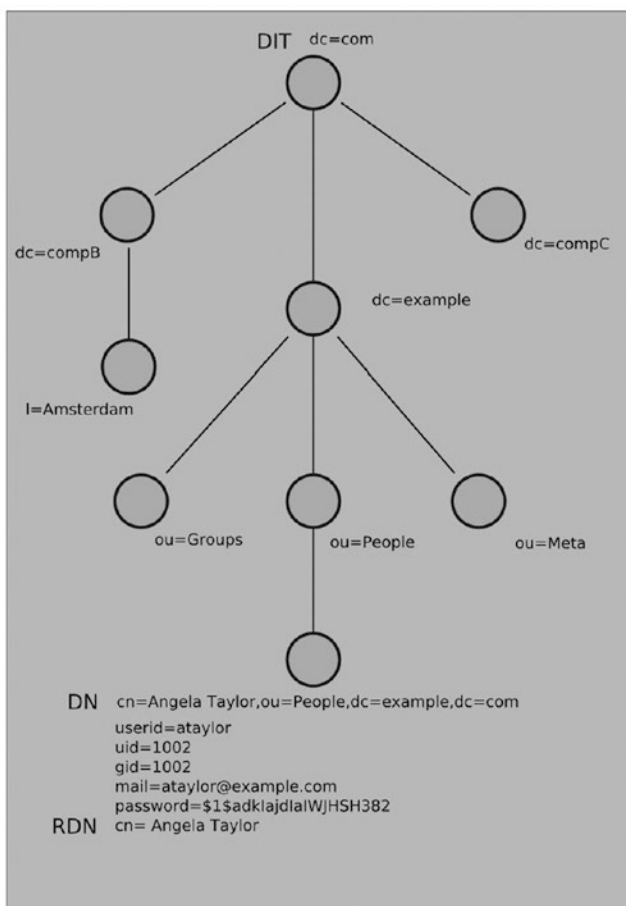 DIT dc=com
dc=compB
dc=compC
dc=example
l=Amsterdam
ou=Groups
ou=People
ou=Meta
DN cn=Angela Taylor,ou=People,dc=example,dc=com
userid=ataylor
uid=1002
gid=1002
mail=ataylor@example.com
password=$1$adklajdlaIWJHSH382
RDN cn= Angela Taylor